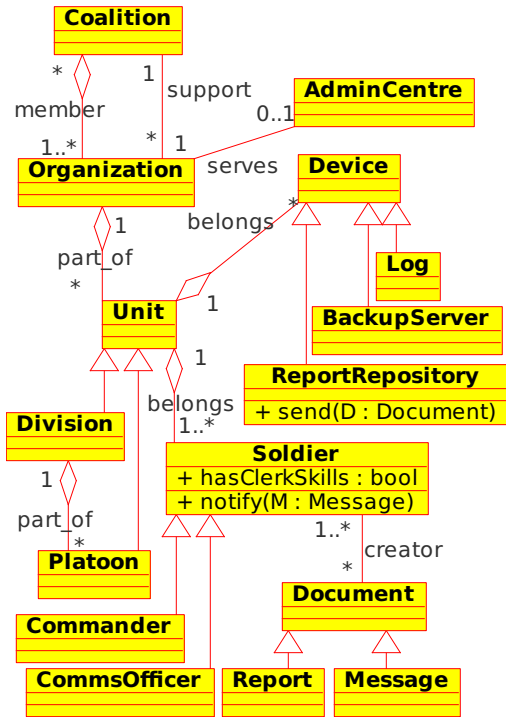 Coalition
*
1
support
member
1..*
*
AdminCentre
0..1
1
serves
Organization
Device
1
belongs
*
part_of
*
1
Log
Unit
BackupServer
1
ReportRepository
+ send(D : Document)
belongs
1..*
Division
Soldier
+ hasClerkSkills : bool
+ notify(M : Message)
1
part_of
*
1..*
creator
*
Platoon
Document
Commander
CommsOfficer
Report
Message